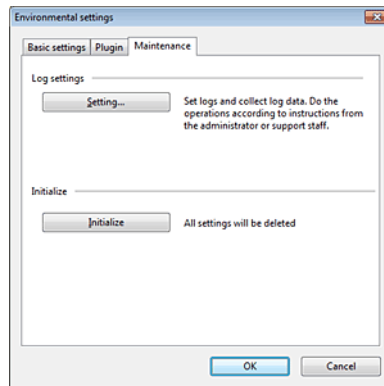 Environmental settings
Basic settings Plugin Maintenance
Log settings
Setting... Set logs and collect log data. Do the
operations according to instructions from
the administrator or support staff.
Initialize
Initialize All settings will be deleted
OK Cancel